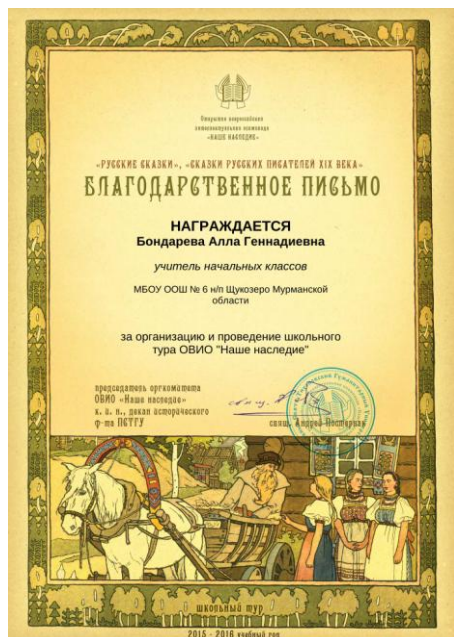 Открытая всероссийская
интеллектуальная олимпиада
«НАШЕ НАСЛЕДИЕ»
«РУССКИЕ СКАЗКИ», «СКАЗКИ РУССКИХ ПИСАТЕЛЕЙ XIX ВЕКА»
БЛАГОДАРСТВЕННОЕ ПИСЬМО
НАГРАЖДАЕТСЯ
Бондарева Алла Геннадиевна
учитель начальных классов
МБОУ ООШ № 6 н/п Щукозеро Мурманской
области
за организацию и проведение школьного
тура ОВИО "Наше наследие"
председатель оргкомитета
ОВИО «Наше наследие»
к. и. н., декан исторического
ф-та ПСТГУ
свящ. Андрей Постернак
школьный тур
2015 - 2016 учебный год